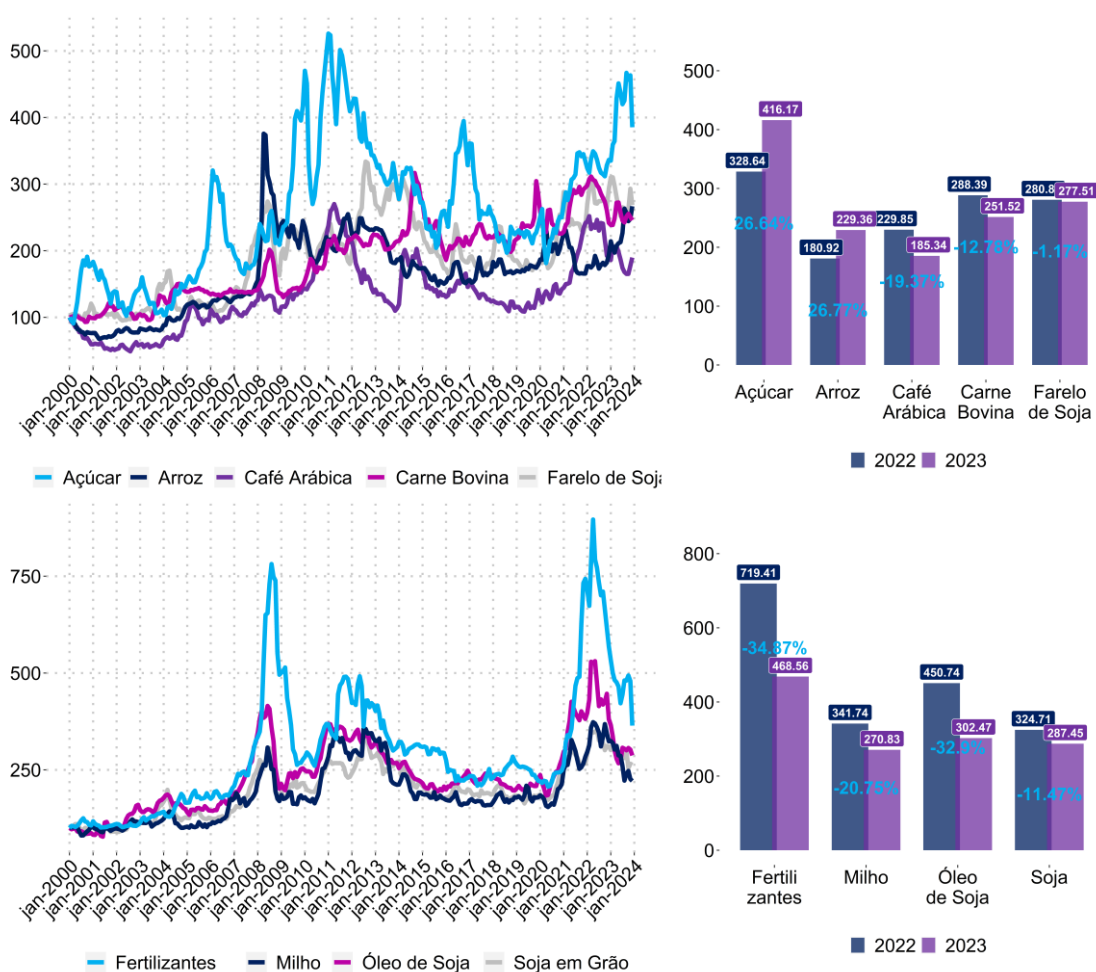 500
400
300
200
100
jan-2000
jan-2001
jan-2002
jan-2003
jan-2004
jan-2005
jan-2006
jan-2007
jan-2008
jan-2009
jan-2010
jan-2011
jan-2012
jan-2013
jan-2014
jan-2015
jan-2016
jan-2017
jan-2018
jan-2019
jan-2020
jan-2021
jan-2022
jan-2023
jan-2024
Açúcar Arroz Café Arábica Carne Bovina Farelo de Soja
500
400
300
200
100
0
328.64 416.17 26.64%
180.92 229.36 26.77%
229.85 185.34 -19.37%
288.39 251.52 -12.78%
280.8 277.51 -1.17%
Açúcar Arroz Café Carne Farelo
Arábica Bovina de Soja
2022 2023
750
500
250
jan-2000
jan-2001
jan-2002
jan-2003
jan-2004
jan-2005
jan-2006
jan-2007
jan-2008
jan-2009
jan-2010
jan-2011
jan-2012
jan-2013
jan-2014
jan-2015
jan-2016
jan-2017
jan-2018
jan-2019
jan-2020
jan-2021
jan-2022
jan-2023
jan-2024
Fertilizantes Milho Óleo de Soja Soja em Grão
800
600
400
200
0
719.41 468.56 -34.87%
341.74 270.83 -20.75%
450.74 302.47 -32.9%
324.71 287.45 -11.47%
Fertili Milho Óleo Soja
zantes de Soja
2022 2023